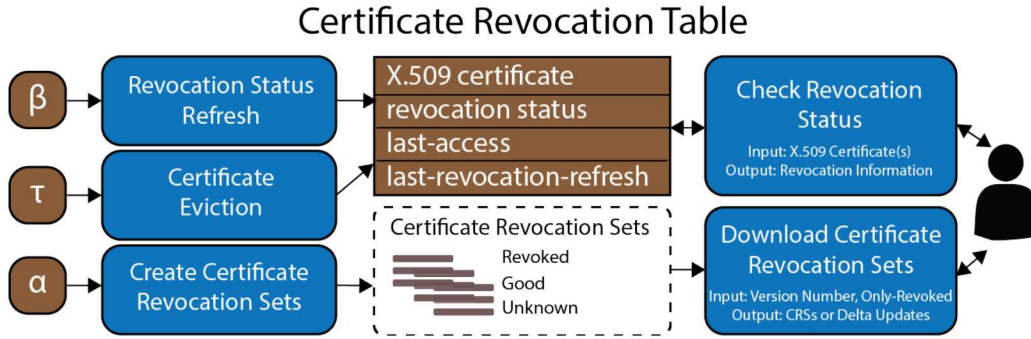 Certificate Revocation Table
β
Revocation Status
Refresh
τ
Certificate
Eviction
α
Create Certificate
Revocation Sets
X.509 certificate
revocation status
last-access
last-revocation-refresh
Certificate Revocation Sets
Revoked
Good
Unknown
Check Revocation
Status
Input: X.509 Certificate(s)
Output: Revocation Information
Download Certificate
Revocation Sets
Input: Version Number, Only-Revoked
Output: CRSs or Delta Updates